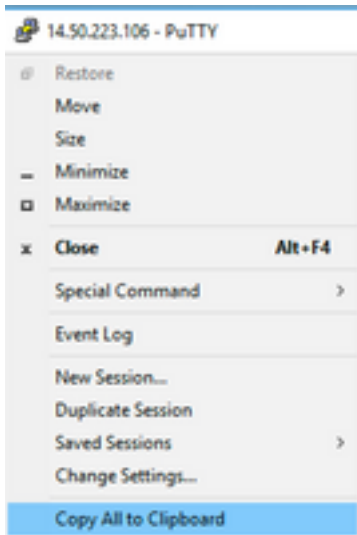 14.50.223.106 - PuTTY
Restore
Move
Size
Minimize
Maximize
Close Alt+F4
Special Command
Event Log
New Session...
Duplicate Session
Saved Sessions
Change Settings...
Copy All to Clipboard